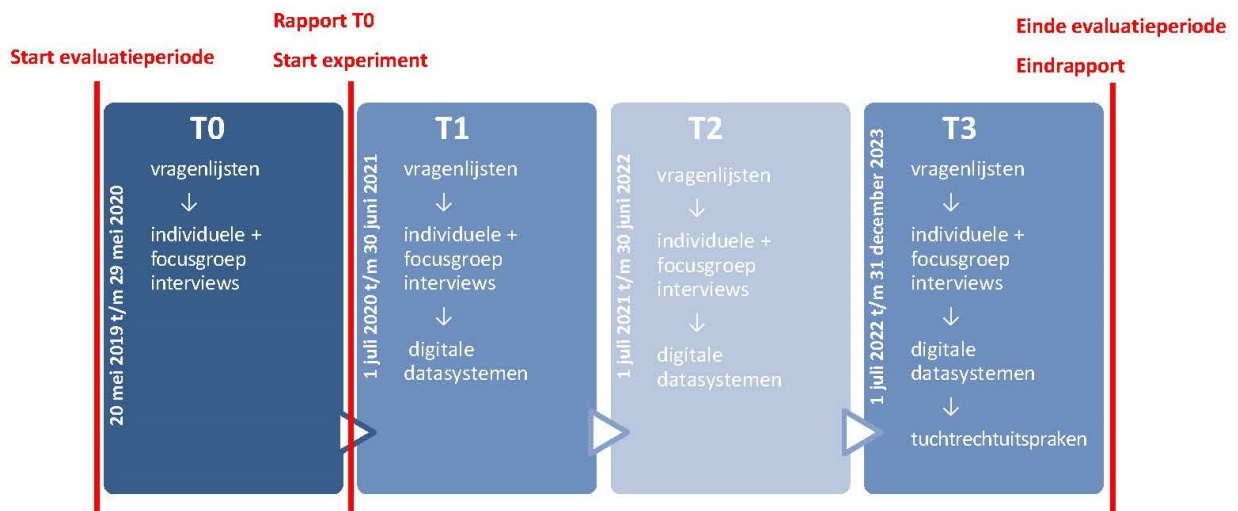 Rapport T0
Start evaluatieperiode
Start experiment
Einde evaluatieperiode
Eindrapport
20 mei 2019 t/m 29 mei 2020
T0
vragenlijsten
↓
individuele +
focusgroep
interviews
1 juli 2020 t/m 30 juni 2021
T1
vragenlijsten
↓
individuele +
focusgroep
interviews
↓
digitale
datasystemen
1 juli 2021 t/m 30 juni 2022
T2
vragenlijsten
↓
individuele +
focusgroep
interviews
↓
digitale
datasystemen
1 juli 2022 t/m 31 december 2023
T3
vragenlijsten
↓
individuele +
focusgroep
interviews
↓
digitale
datasystemen
↓
tuchtrechtuitspraken